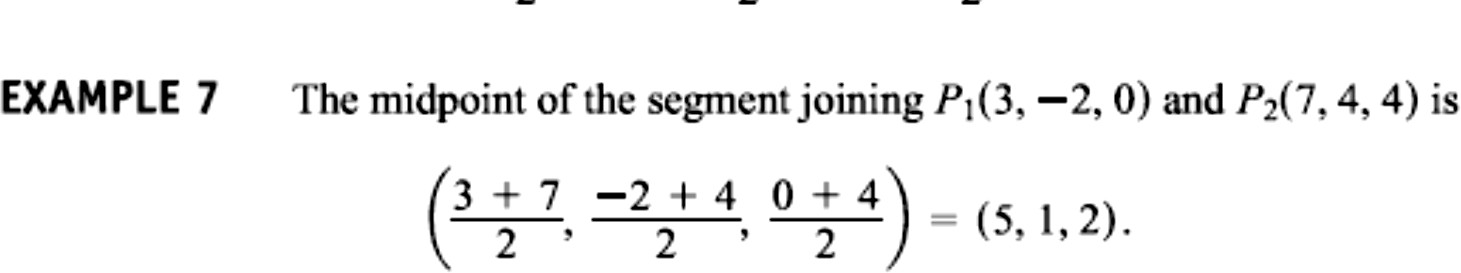 EXAMPLE 7 The midpoint of the segment joining P₁(3, −2, 0) and P₂(7, 4, 4) is
(3 + 7/2, −2 + 4/2, 0 + 4/2) = (5, 1, 2).